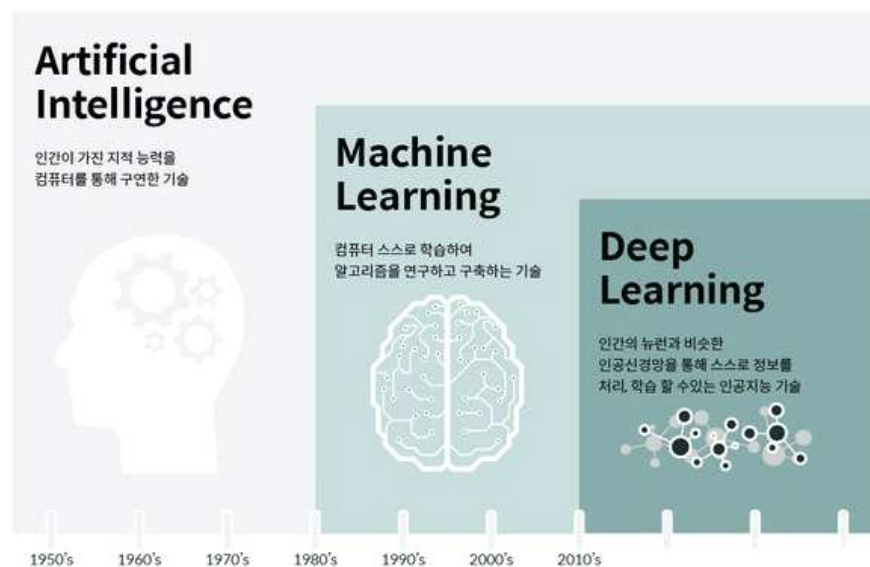 Artificial
Intelligence
인간이 가진 지적 능력을
컴퓨터를 통해 구연한 기술
Machine
Learning
컴퓨터 스스로 학습하여
알고리즘을 연구하고 구축하는 기술
Deep
Learning
인간의 뉴런과 비슷한
인공신경망을 통해 스스로 정보를
처리, 학습 할 수있는 인공지능 기술
1950's 1960's 1970's 1980's 1990's 2000's 2010's